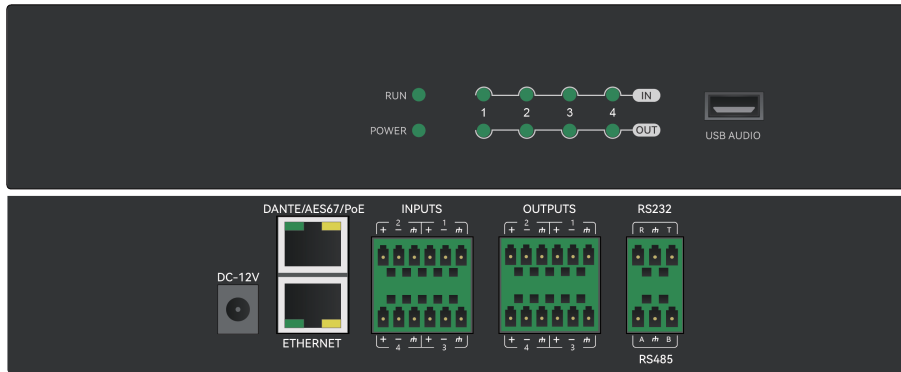 RUN
IN
1 2 3 4
POWER
OUT
USB AUDIO
DANTE/AES67/PoE
INPUTS
OUTPUTS
RS232
2 1
2 1
+ − + −
+ − + −
R T
DC-12V
+ − + −
4 3
+ − + −
4 3
A B
ETHERNET
RS485